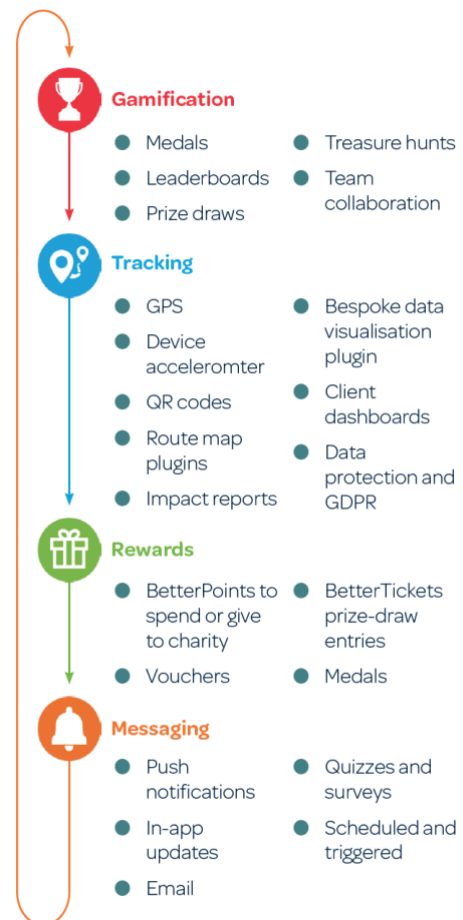 Gamification
Medals
Leaderboards
Prize draws
Treasure hunts
Team
collaboration
Tracking
GPS
Device
acceleromter
QR codes
Route map
plugins
Impact reports
Bespoke data
visualisation
plugin
Client
dashboards
Data
protection and
GDPR
Rewards
BetterPoints to
spend or give
to charity
Vouchers
BetterTickets
prize-draw
entries
Medals
Messaging
Push
notifications
In-app
updates
Email
Quizzes and
surveys
Scheduled and
triggered